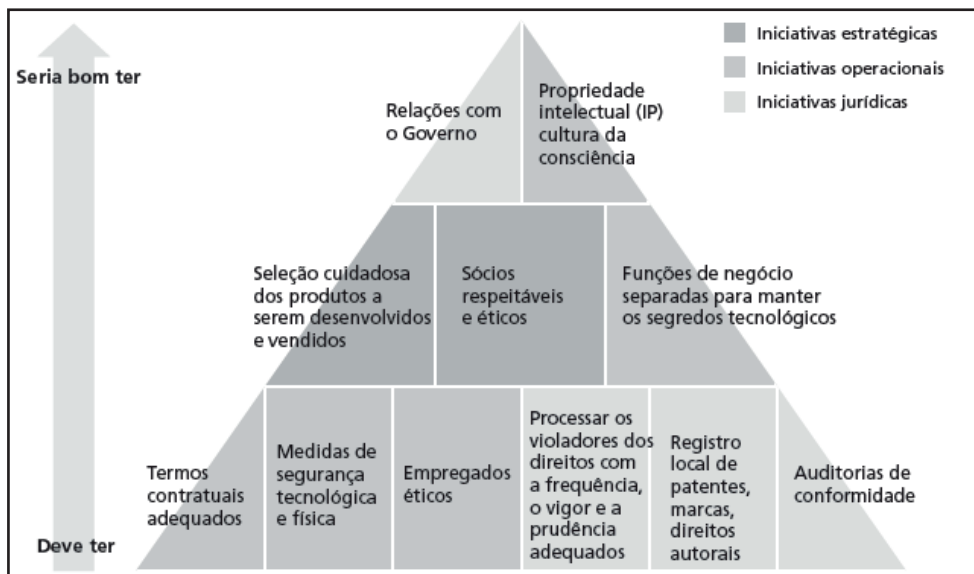 Seria bom ter
Iniciativas estratégicas
Iniciativas operacionais
Iniciativas jurídicas
Relações com
o Governo
Propriedade
intelectual (IP)
cultura da
consciência
Seleção cuidadosa
dos produtos a
serem desenvolvidos
e vendidos
Sócios
respeitáveis
e éticos
Funções de negócio
separadas para manter
os segredos tecnológicos
Termos
contratuais
adequados
Medidas de
segurança
tecnológica
e física
Empregados
éticos
Processar os
violadores dos
direitos com
a frequência,
o vigor e a
prudência
adequados
Registro
local de
patentes,
marcas,
direitos
autorais
Auditorias de
conformidade
Deve ter